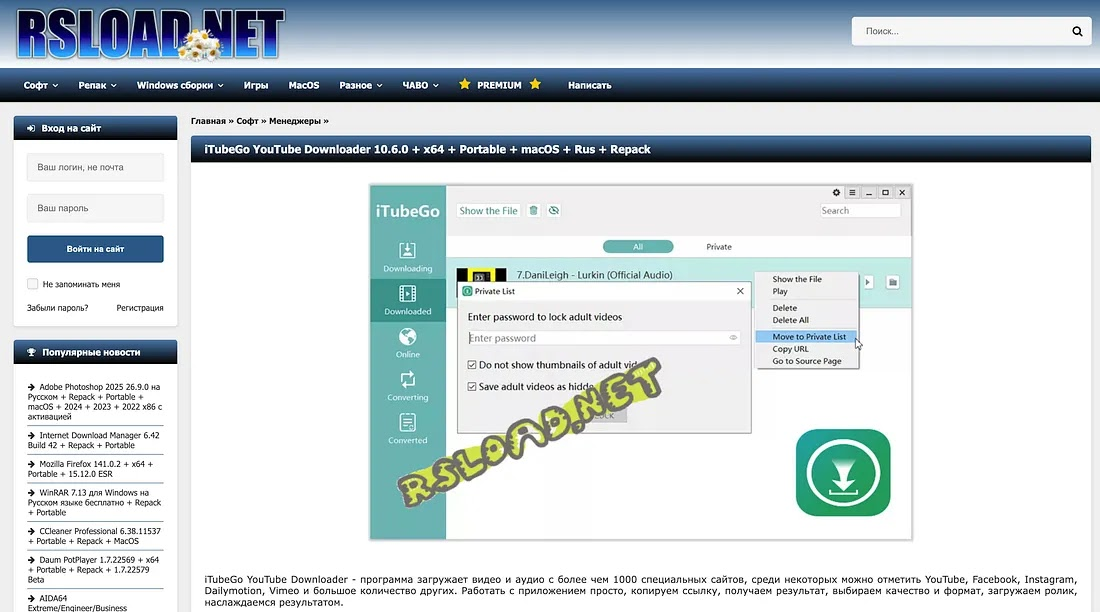 RSLOAD.NET
Поиск...
Софт
Репак
Windows сборки
Игры
MacOS
Разное
ЧАВО
PREMIUM
Написать
Вход на сайт
Ваш логин, не почта
Ваш пароль
Войти на сайт
Не запоминать меня
Забыли пароль?
Регистрация
Популярные новости
Adobe Photoshop 2025 26.9.0 на
Русском + Repack + Portable +
macOS + 2024 + 2023 + 2022 x86 с
активацией
Internet Download Manager 6.42
Build 42 + Repack + Portable
Mozilla Firefox 141.0.2 + x64 +
Portable + 15.12.0 ESR
WinRAR 7.13 для Windows на
Русском языке бесплатно + Repack
+ Portable
CCleaner Professional 6.38.11537
+ Portable + Repack + MacOS
Daum PotPlayer 1.7.22569 + x64
+ Portable + Repack + 1.7.22579
Beta
AIDA64
Extreme/Engineer/Business
Главная » Софт » Менеджеры »
iTubeGo YouTube Downloader 10.6.0 + x64 + Portable + macOS + Rus + Repack
iTubeGo
Show the File
Search
All
Private
Downloading
Downloaded
Online
Converting
Converted
7.DaniLeigh - Lurkin (Official Audio)
Private List
Enter password to lock adult videos
Enter password
Do not show thumbnails of adult
Save adult videos as
Show the File
Play
Delete
Delete All
Move to Private List
Copy URL
Go to Source Page
RSLOAD.NET
iTubeGo YouTube Downloader - программа загружает видео и аудио с более чем 1000 специальных сайтов, среди некоторых можно отметить YouTube, Facebook, Instagram,
Dailymotion, Vimeo и большое количество других. Работать с приложением просто, копируем ссылку, получаем результат, выбираем качество и формат, загружаем ролик,
наслаждаемся результатом.